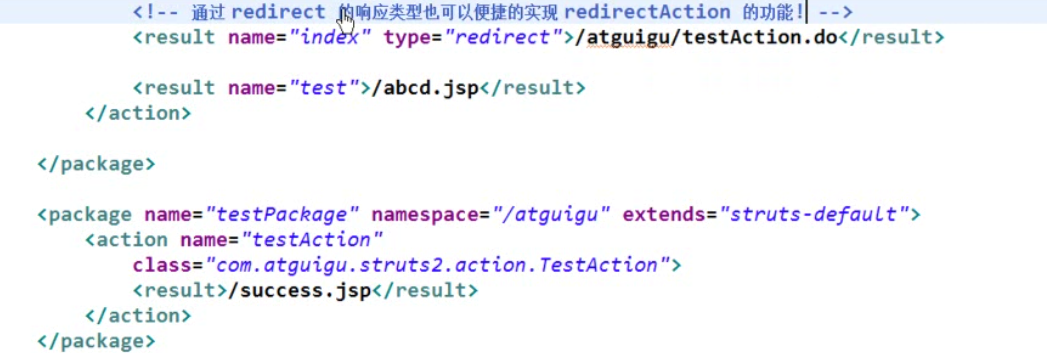 <!-- 通过 redirect 的响应类型也可以便捷的实现 redirectAction 的功能! -->
<result name="index" type="redirect">/atguigu/testAction.do</result>
<result name="test">/abcd.jsp</result>
</action>
</package>
<package name="testPackage" namespace="/atguigu" extends="struts-default">
<action name="testAction"
class="com.atguigu.struts2.action.TestAction">
<result>/success.jsp</result>
</action>
</package>